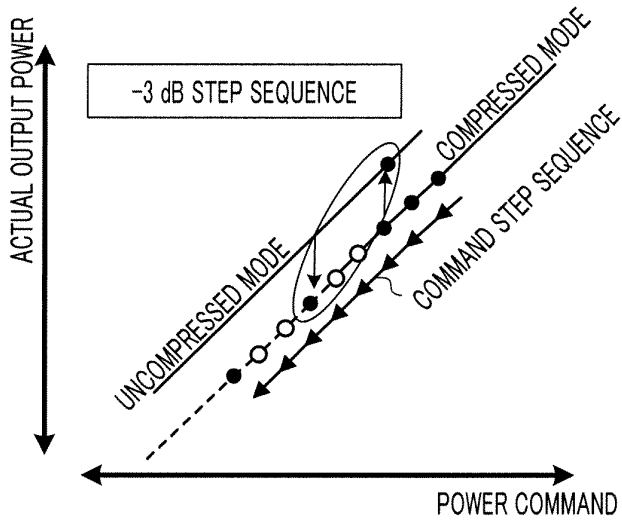 ACTUAL OUTPUT POWER
−3 dB STEP SEQUENCE
COMPRESSED MODE
COMMAND STEP SEQUENCE
UNCOMPRESSED MODE
POWER COMMAND